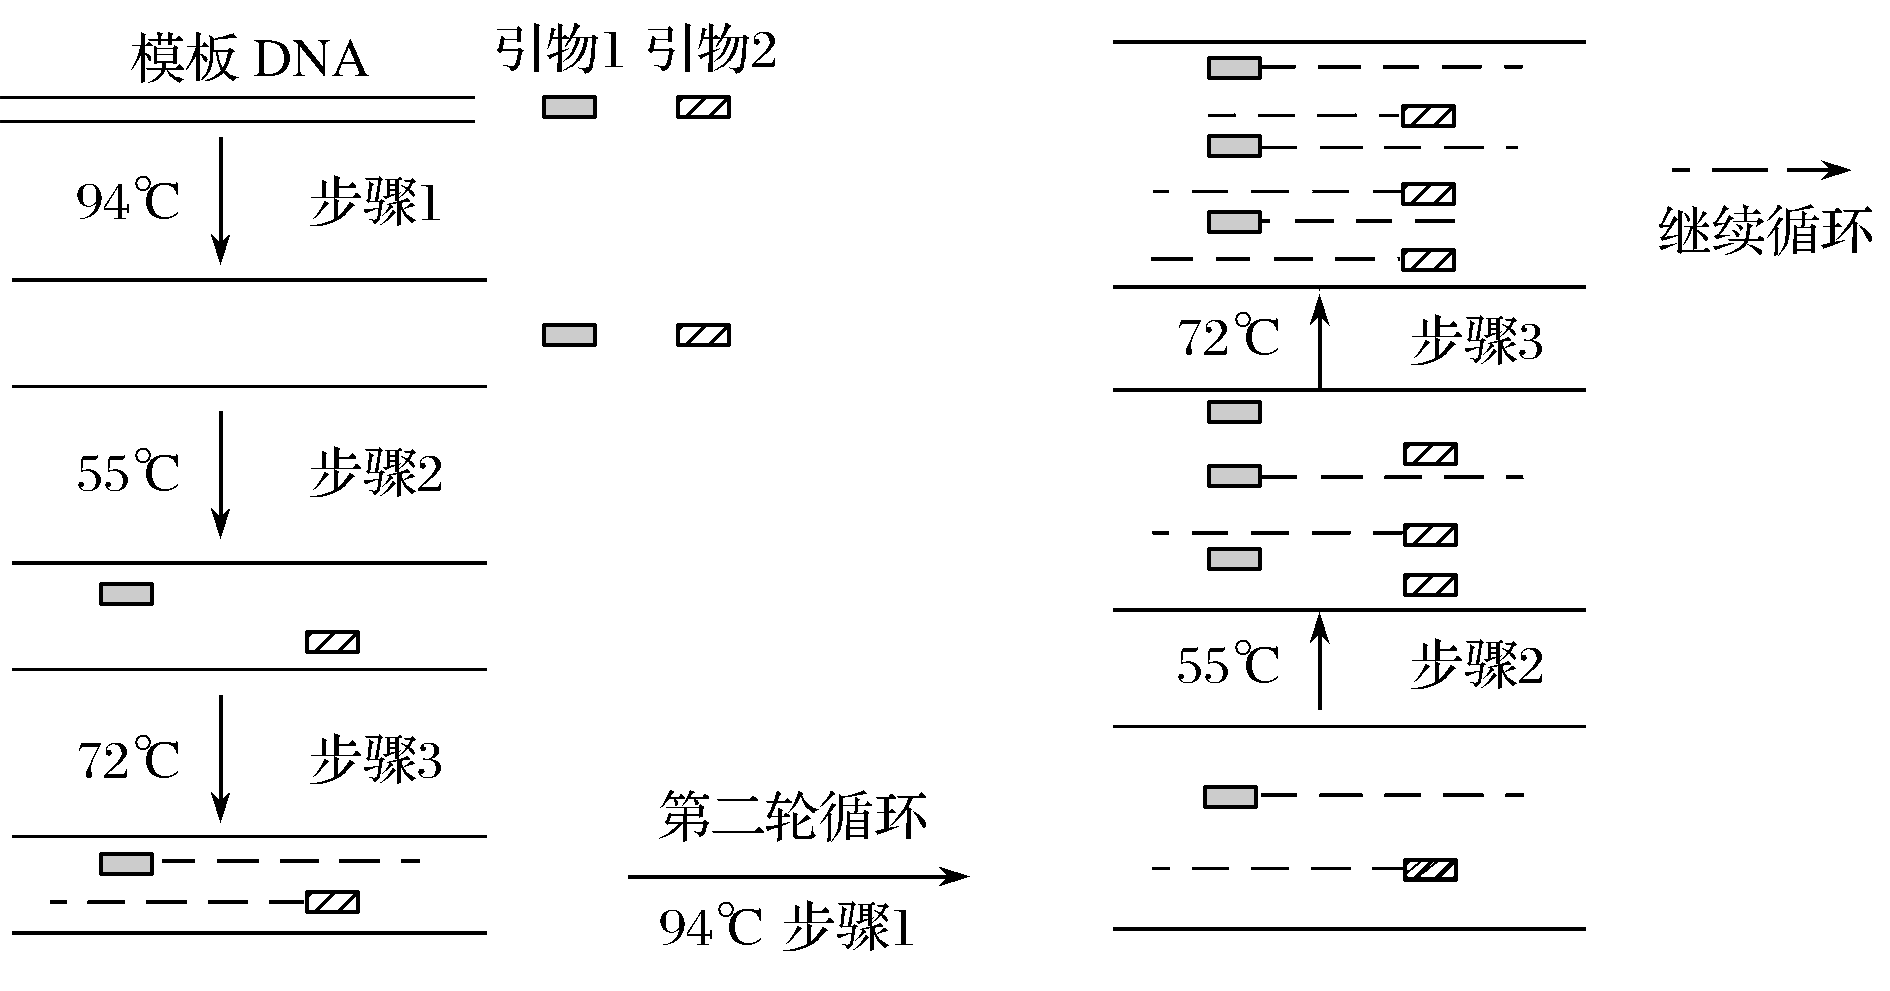 模板 DNA
引物1 引物2
94℃ 步骤1
55℃ 步骤2
72℃ 步骤3
第二轮循环
94℃ 步骤1
55℃ 步骤2
72℃ 步骤3
继续循环